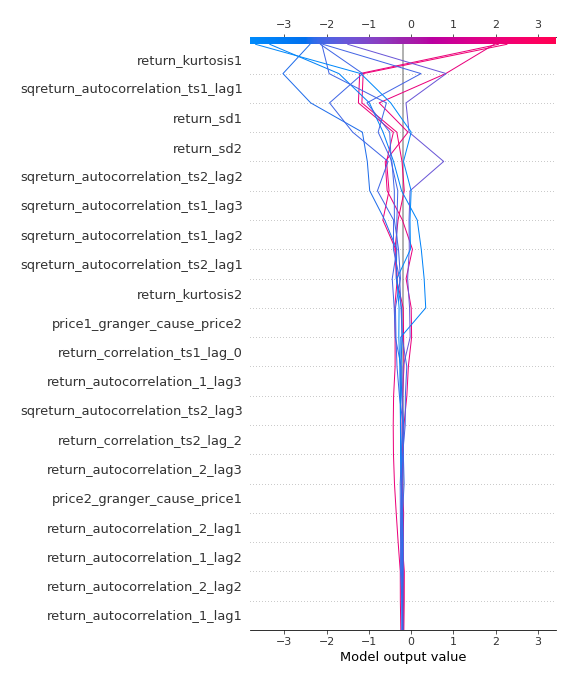 −3 −2 −1 0 1 2 3
return_kurtosis1
sqreturn_autocorrelation_ts1_lag1
return_sd1
return_sd2
sqreturn_autocorrelation_ts2_lag2
sqreturn_autocorrelation_ts1_lag3
sqreturn_autocorrelation_ts1_lag2
sqreturn_autocorrelation_ts2_lag1
return_kurtosis2
price1_granger_cause_price2
return_correlation_ts1_lag_0
return_autocorrelation_1_lag3
sqreturn_autocorrelation_ts2_lag3
return_correlation_ts2_lag_2
return_autocorrelation_2_lag3
price2_granger_cause_price1
return_autocorrelation_2_lag1
return_autocorrelation_1_lag2
return_autocorrelation_2_lag2
return_autocorrelation_1_lag1
−3 −2 −1 0 1 2 3
Model output value